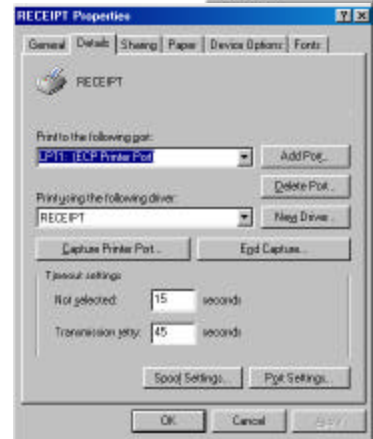 RECEIPT Properties
? X
General Details Sharing Paper Device Options Fonts
RECEIPT
Print to the following port:
LPT1: (ECP Printer Port
Add Port...
Delete Port...
Print using the following driver:
RECEIPT
New Driver...
Capture Printer Port...
End Capture...
Timeout settings
Not selected: 15 seconds
Transmission retry: 45 seconds
Spool Settings...
Port Settings...
OK Cancel Apply